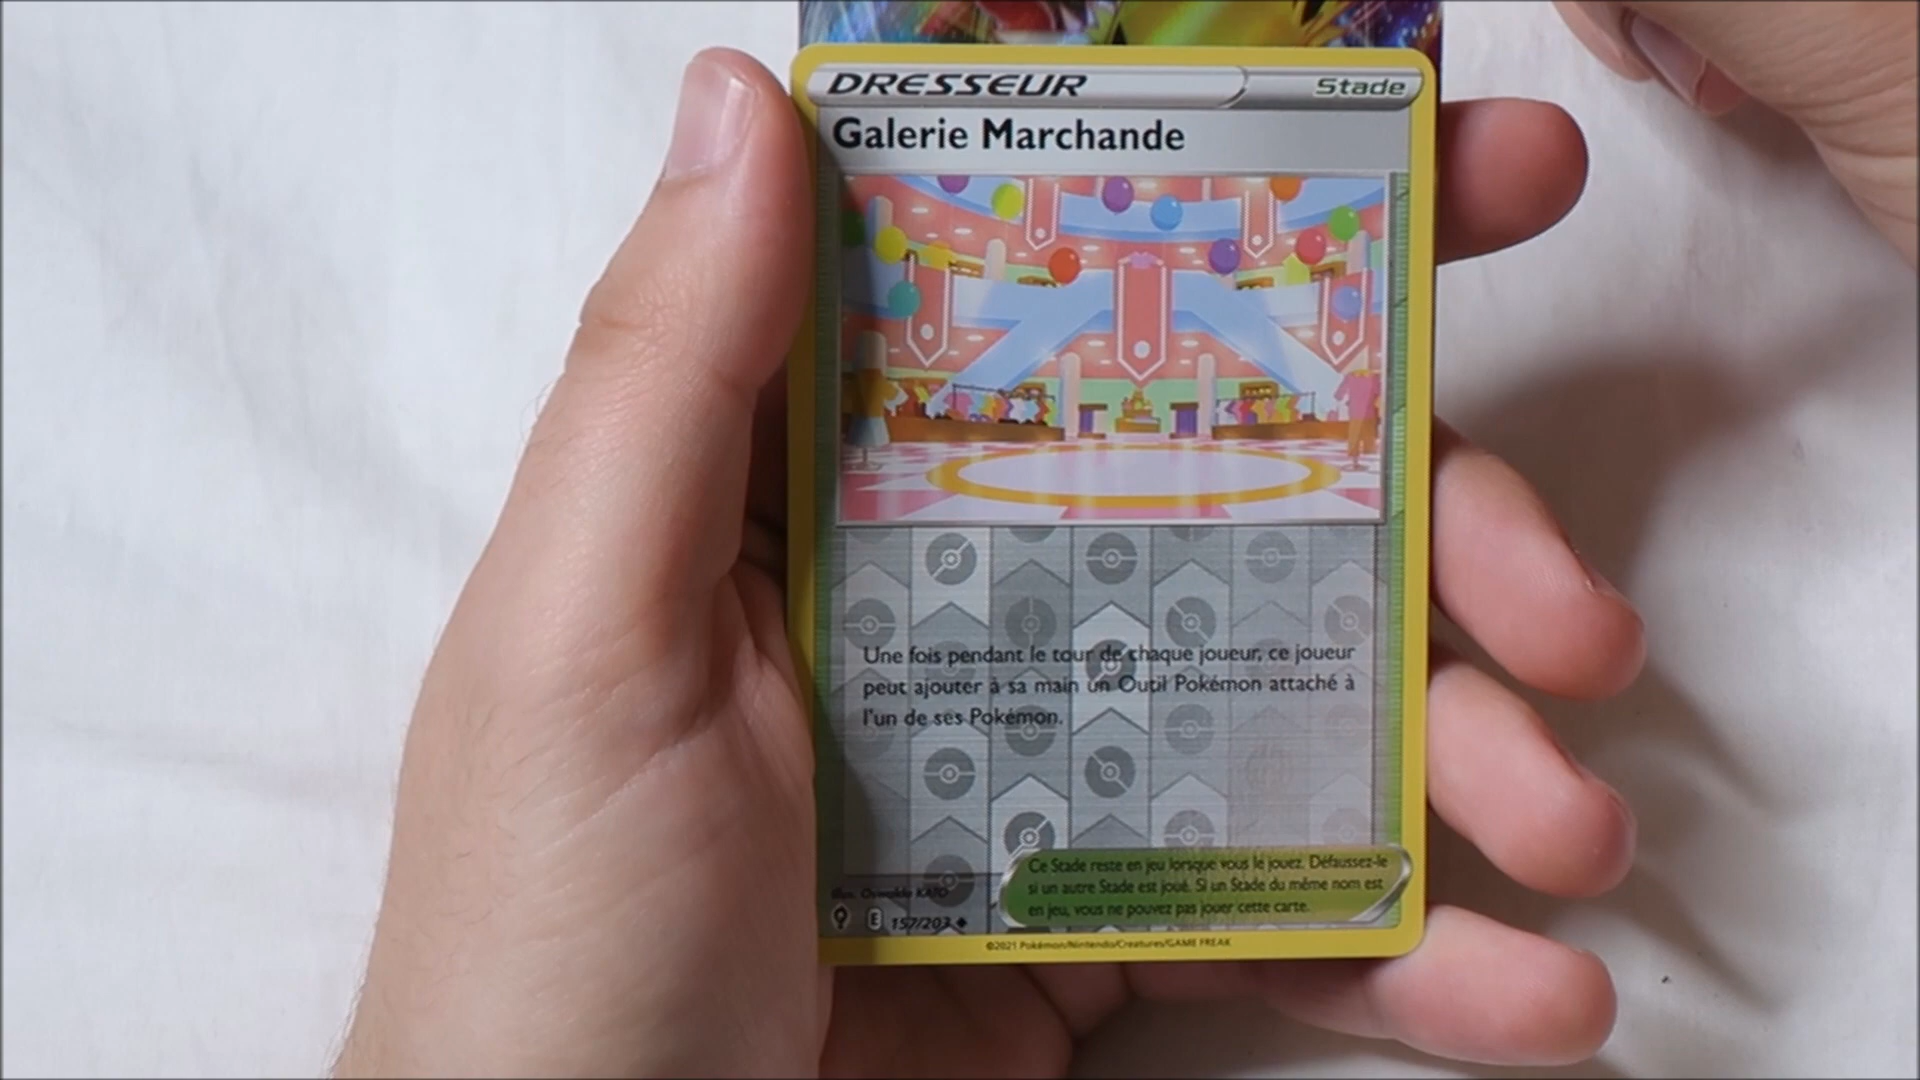 DRESSEUR Stade
Galerie Marchande
Une fois pendant le tour de chaque joueur, ce joueur
peut ajouter à sa main un Outil Pokémon attaché à
l'un de ses Pokémon.
Ce Stade reste en jeu lorsque vous le jouez. Défaussez-le
si un autre Stade est joué. Si un Stade du même nom est
en jeu, vous ne pouvez pas jouer cette carte.
Illus. Oswaldo KATO
E 157/203
©2021 Pokémon/Nintendo/Creatures/GAME FREAK